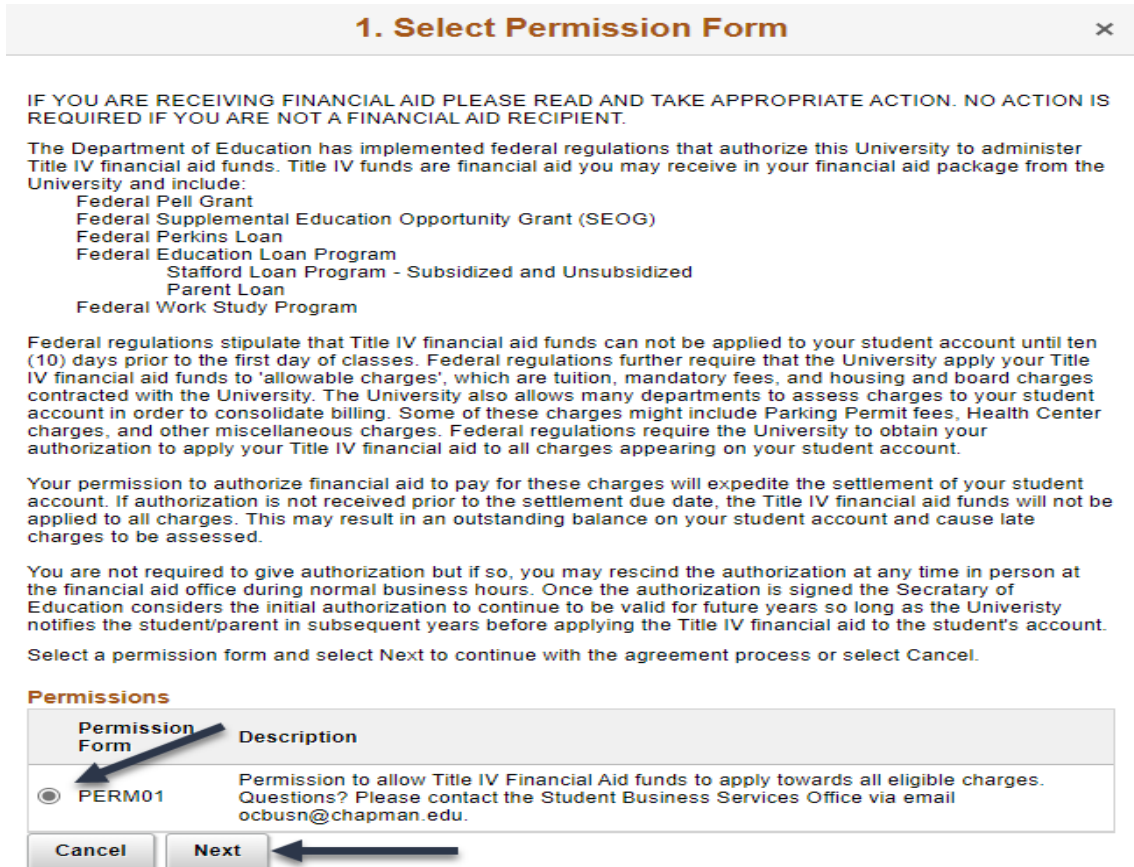 1. Select Permission Form
×
IF YOU ARE RECEIVING FINANCIAL AID PLEASE READ AND TAKE APPROPRIATE ACTION. NO ACTION IS
REQUIRED IF YOU ARE NOT A FINANCIAL AID RECIPIENT.
The Department of Education has implemented federal regulations that authorize this University to administer
Title IV financial aid funds. Title IV funds are financial aid you may receive in your financial aid package from the
University and include:
Federal Pell Grant
Federal Supplemental Education Opportunity Grant (SEOG)
Federal Perkins Loan
Federal Education Loan Program
Stafford Loan Program - Subsidized and Unsubsidized
Parent Loan
Federal Work Study Program
Federal regulations stipulate that Title IV financial aid funds can not be applied to your student account until ten
(10) days prior to the first day of classes. Federal regulations further require that the University apply your Title
IV financial aid funds to 'allowable charges', which are tuition, mandatory fees, and housing and board charges
contracted with the University. The University also allows many departments to assess charges to your student
account in order to consolidate billing. Some of these charges might include Parking Permit fees, Health Center
charges, and other miscellaneous charges. Federal regulations require the University to obtain your
authorization to apply your Title IV financial aid to all charges appearing on your student account.
Your permission to authorize financial aid to pay for these charges will expedite the settlement of your student
account. If authorization is not received prior to the settlement due date, the Title IV financial aid funds will not be
applied to all charges. This may result in an outstanding balance on your student account and cause late
charges to be assessed.
You are not required to give authorization but if so, you may rescind the authorization at any time in person at
the financial aid office during normal business hours. Once the authorization is signed the Secratary of
Education considers the initial authorization to continue to be valid for future years so long as the Univeristy
notifies the student/parent in subsequent years before applying the Title IV financial aid to the student's account.
Select a permission form and select Next to continue with the agreement process or select Cancel.
Permissions
Permission
Form
Description
PERM01
Permission to allow Title IV Financial Aid funds to apply towards all eligible charges.
Questions? Please contact the Student Business Services Office via email
ocbusn@chapman.edu.
Cancel
Next